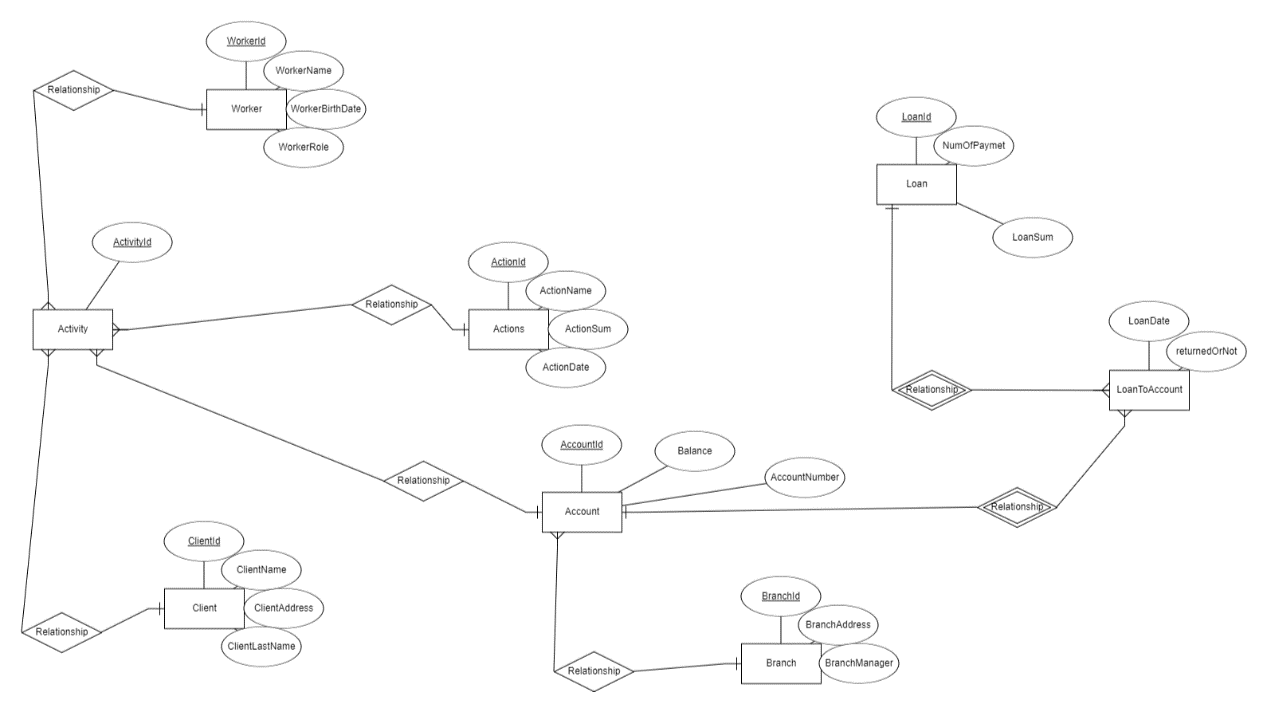 WorkerId
WorkerName
Relationship
Worker
WorkerBirthDate
WorkerRole
LoanId
NumOfPaymet
Loan
LoanSum
ActivityId
ActionId
ActionName
Relationship
Activity
Actions
ActionSum
ActionDate
LoanDate
returnedOrNot
Relationship
LoanToAccount
AccountId
Balance
AccountNumber
Relationship
Account
Relationship
ClientId
ClientName
Client
ClientAddress
Relationship
ClientLastName
BranchId
BranchAddress
Relationship
Branch
BranchManager